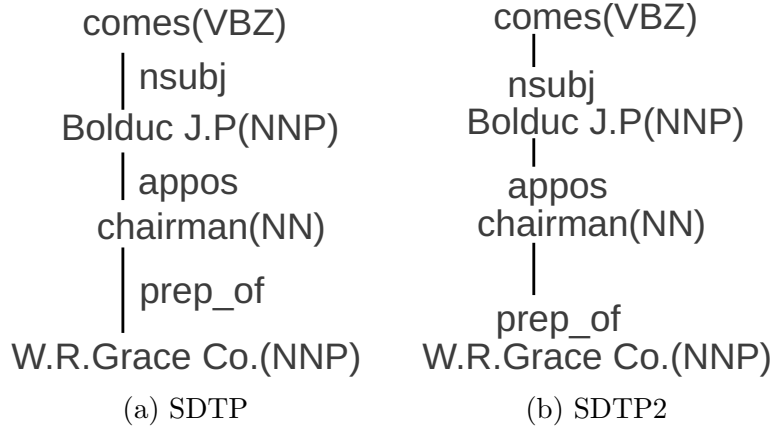 comes(VBZ)
nsubj
Bolduc J.P(NNP)
appos
chairman(NN)
prep_of
W.R.Grace Co.(NNP)
(a) SDTP
comes(VBZ)
nsubj
Bolduc J.P(NNP)
appos
chairman(NN)
prep_of
W.R.Grace Co.(NNP)
(b) SDTP2